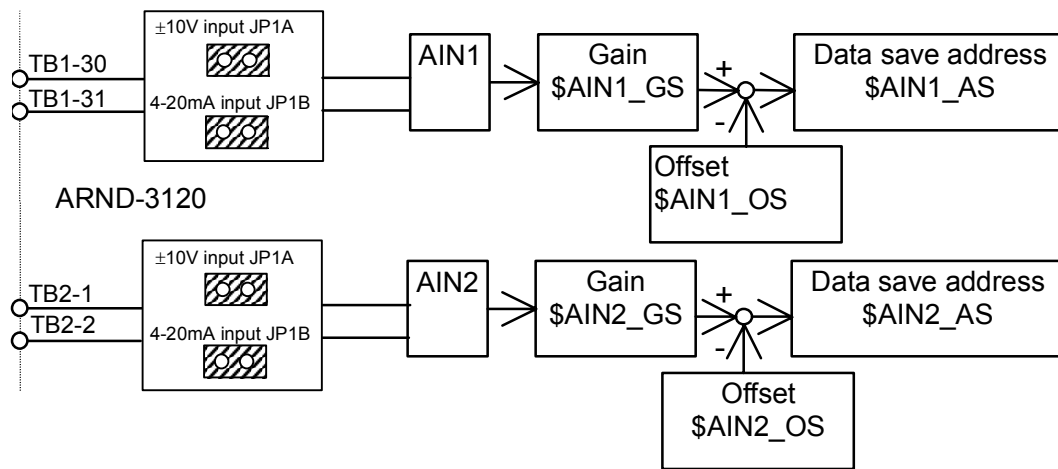 ±10V input JP1A
TB1-30
TB1-31
4-20mA input JP1B
AIN1
Gain
$AIN1_GS
+
-
Data save address
$AIN1_AS
Offset
$AIN1_OS
ARND-3120
±10V input JP1A
TB2-1
TB2-2
4-20mA input JP1B
AIN2
Gain
$AIN2_GS
+
-
Data save address
$AIN2_AS
Offset
$AIN2_OS